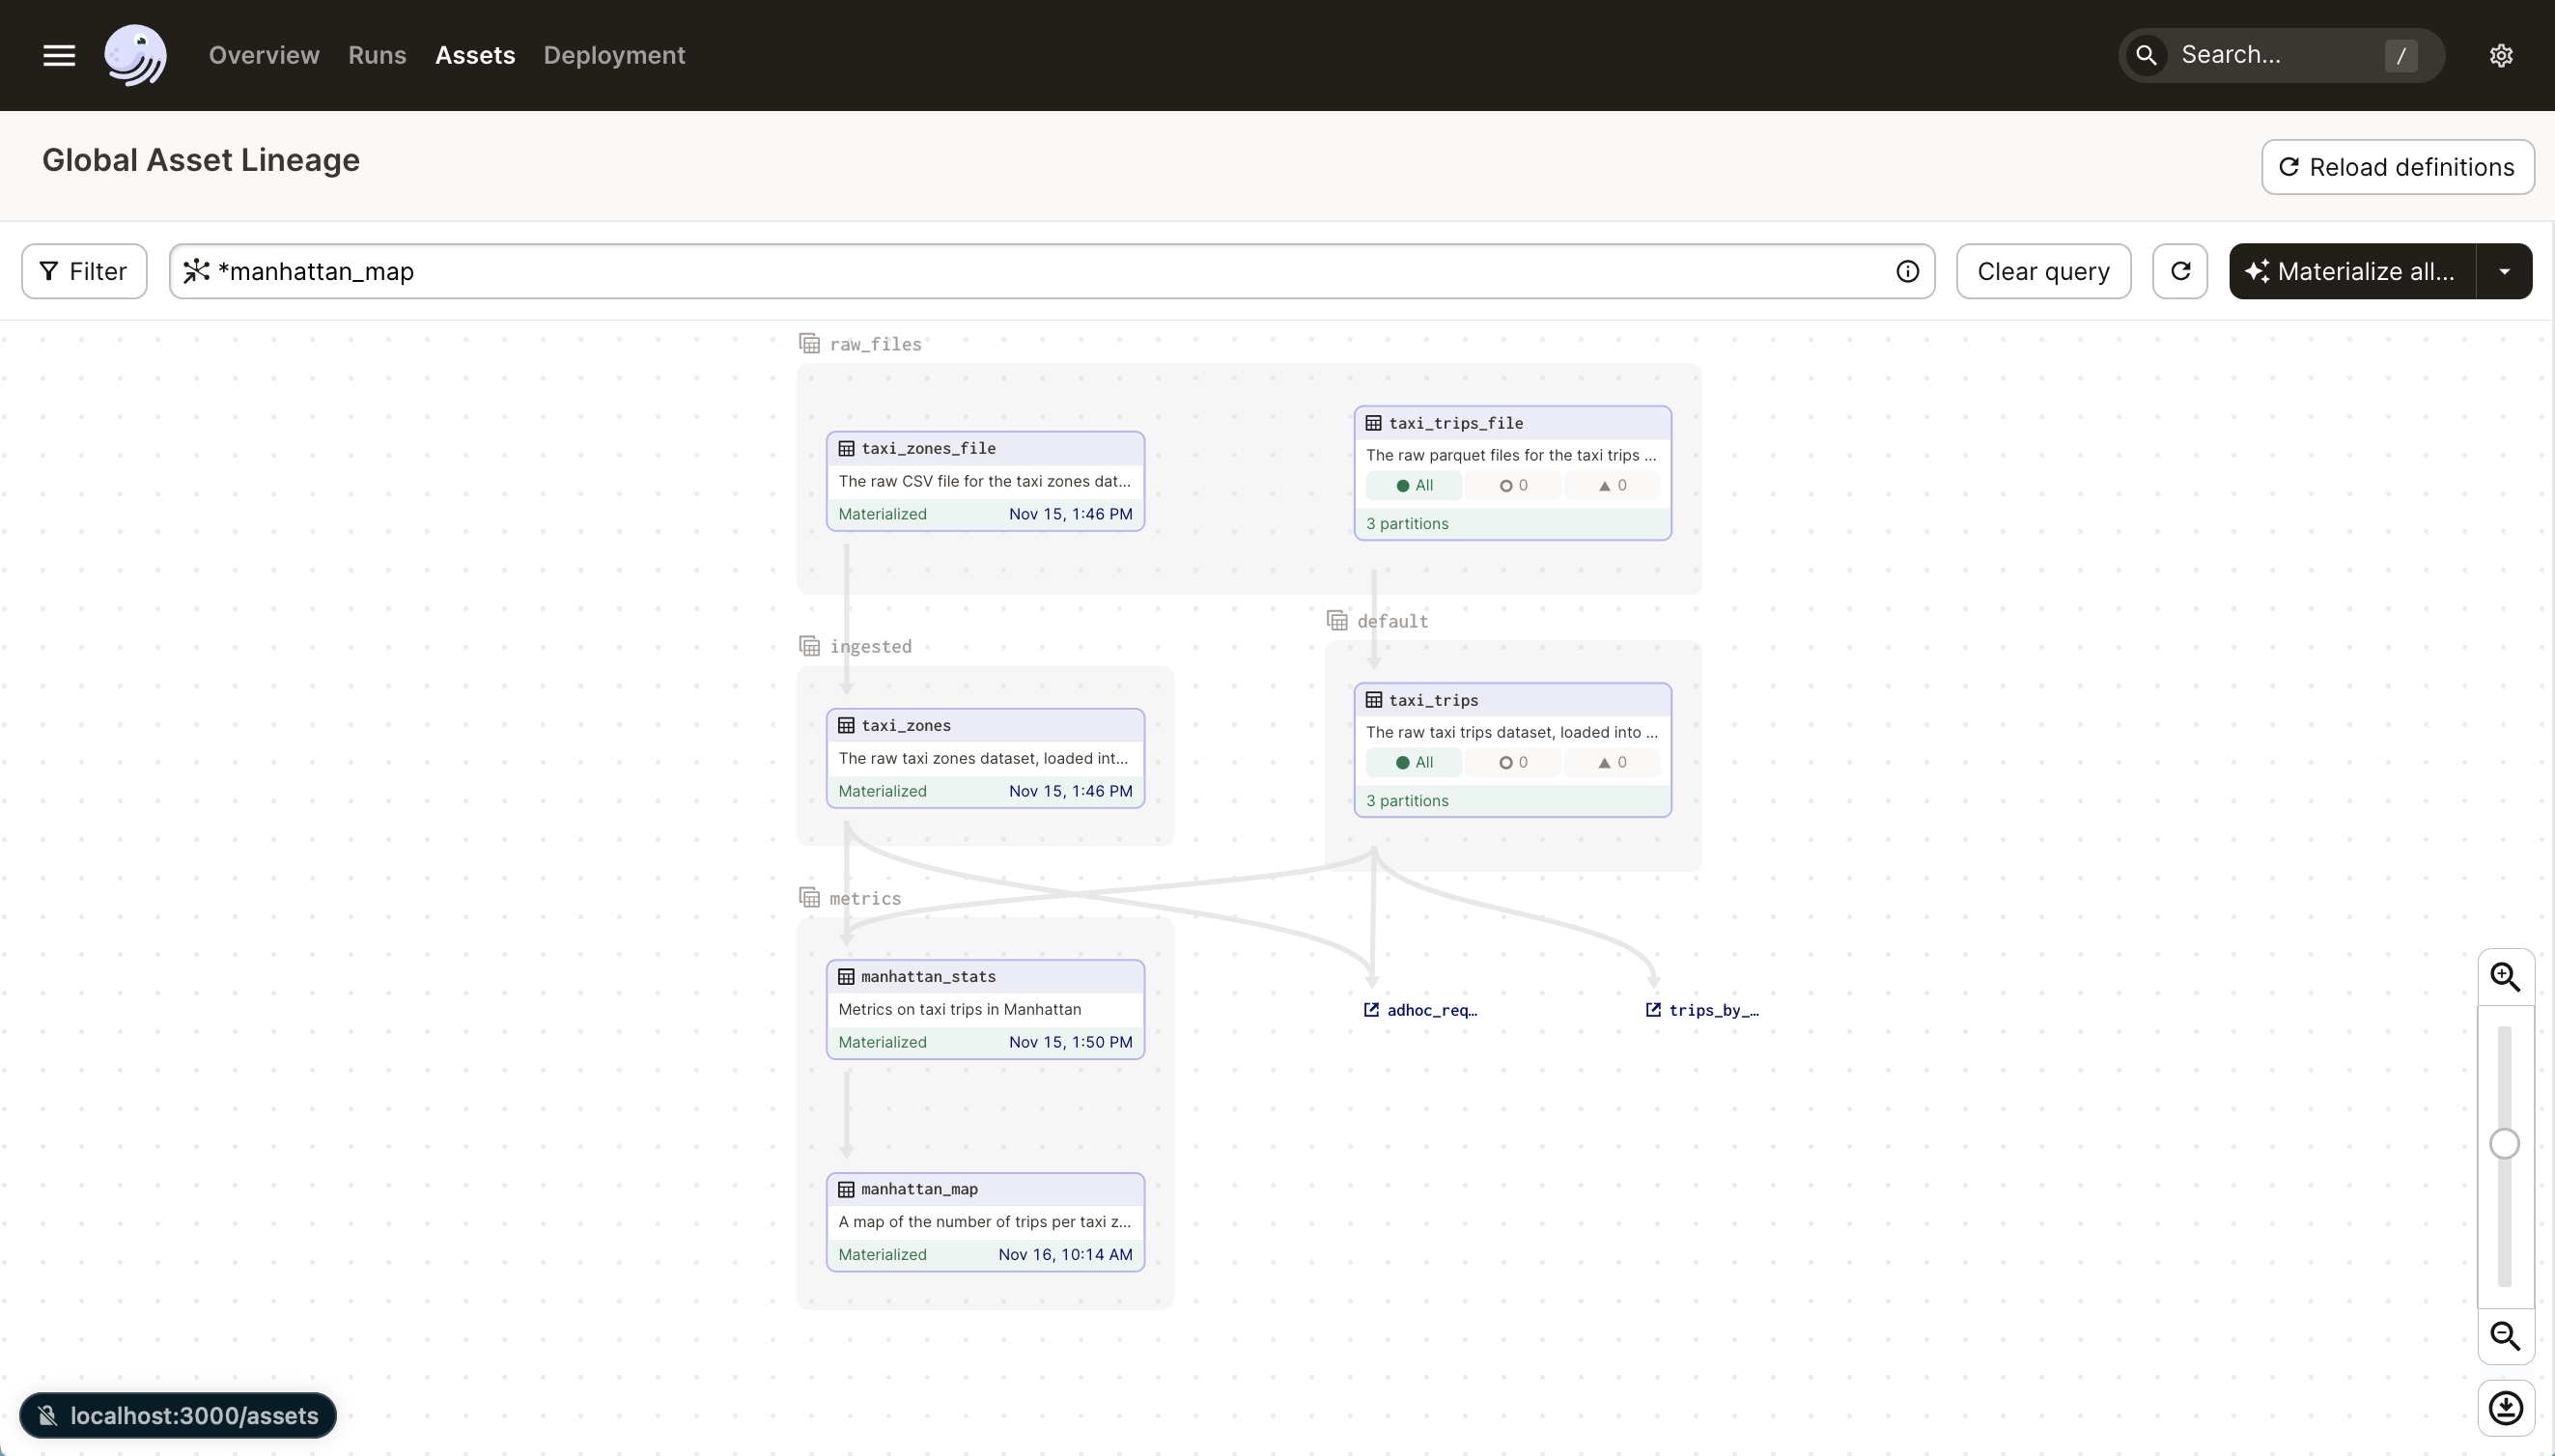 Overview Runs Assets Deployment
Search... /
Global Asset Lineage
Reload definitions
Filter
*manhattan_map
Clear query
Materialize all...
raw_files
taxi_zones_file
The raw CSV file for the taxi zones dat...
Materialized Nov 15, 1:46 PM
taxi_trips_file
The raw parquet files for the taxi trips ...
All 0 0
3 partitions
ingested
taxi_zones
The raw taxi zones dataset, loaded int...
Materialized Nov 15, 1:46 PM
default
taxi_trips
The raw taxi trips dataset, loaded into ...
All 0 0
3 partitions
metrics
manhattan_stats
Metrics on taxi trips in Manhattan
Materialized Nov 15, 1:50 PM
adhoc_req…
trips_by_…
manhattan_map
A map of the number of trips per taxi z...
Materialized Nov 16, 10:14 AM
localhost:3000/assets